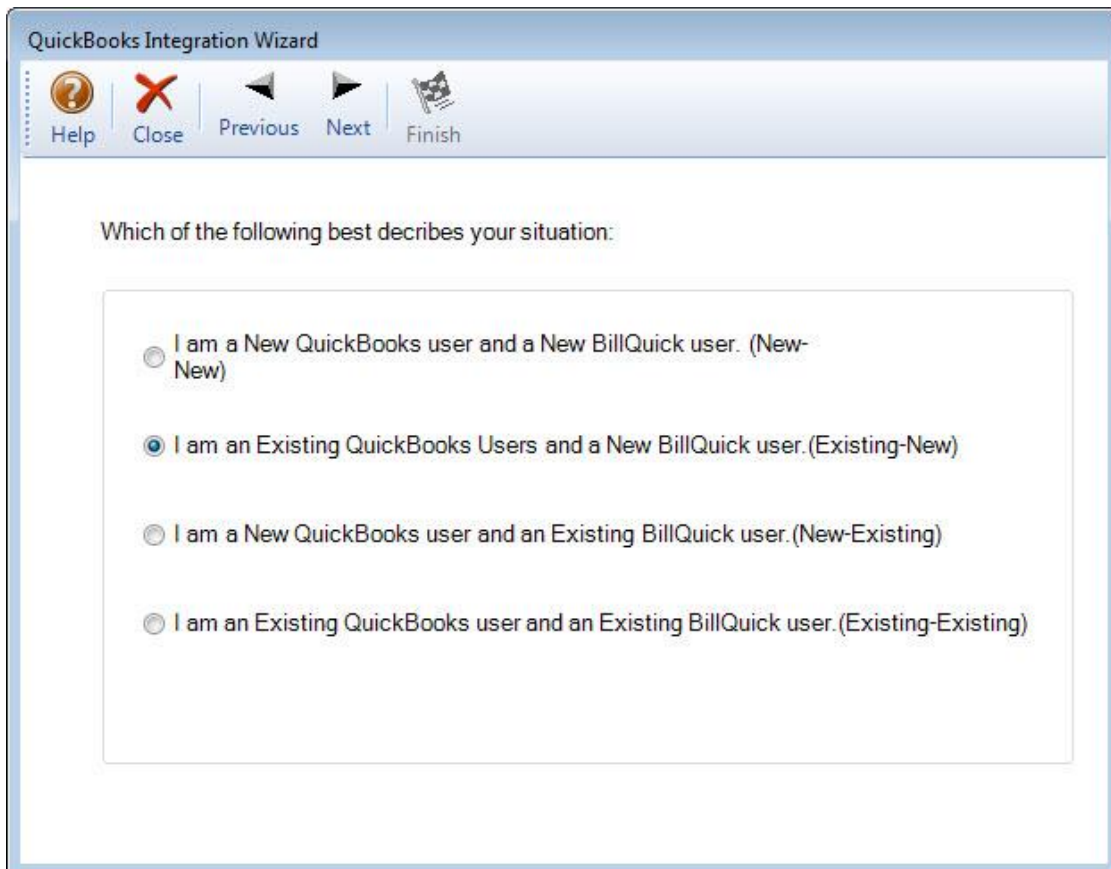 QuickBooks Integration Wizard
Help
Close
Previous
Next
Finish
Which of the following best decribes your situation:
I am a New QuickBooks user and a New BillQuick user. (New-
New)
I am an Existing QuickBooks Users and a New BillQuick user.(Existing-New)
I am a New QuickBooks user and an Existing BillQuick user.(New-Existing)
I am an Existing QuickBooks user and an Existing BillQuick user.(Existing-Existing)